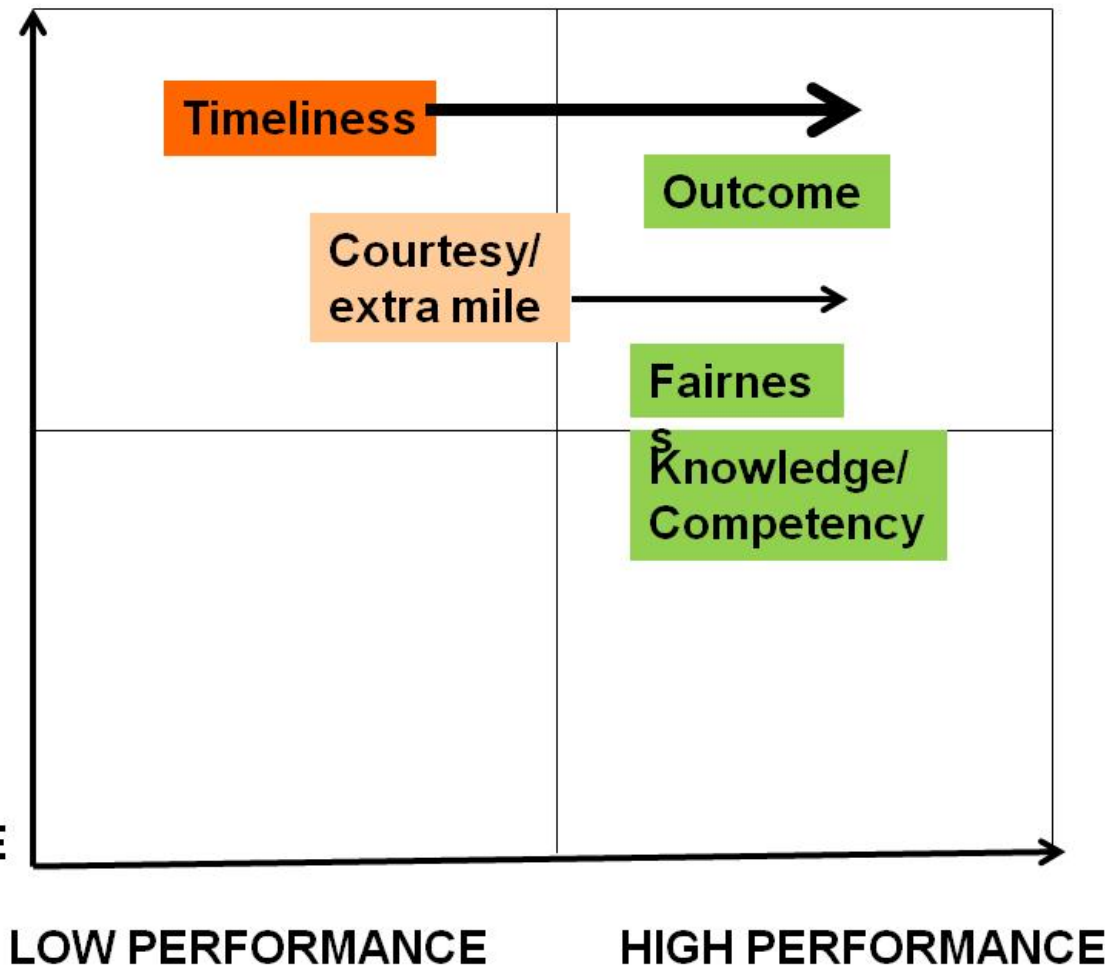 Timeliness
Outcome
Courtesy/
extra mile
Fairnes
s
Knowledge/
Competency
E
LOW PERFORMANCE
HIGH PERFORMANCE